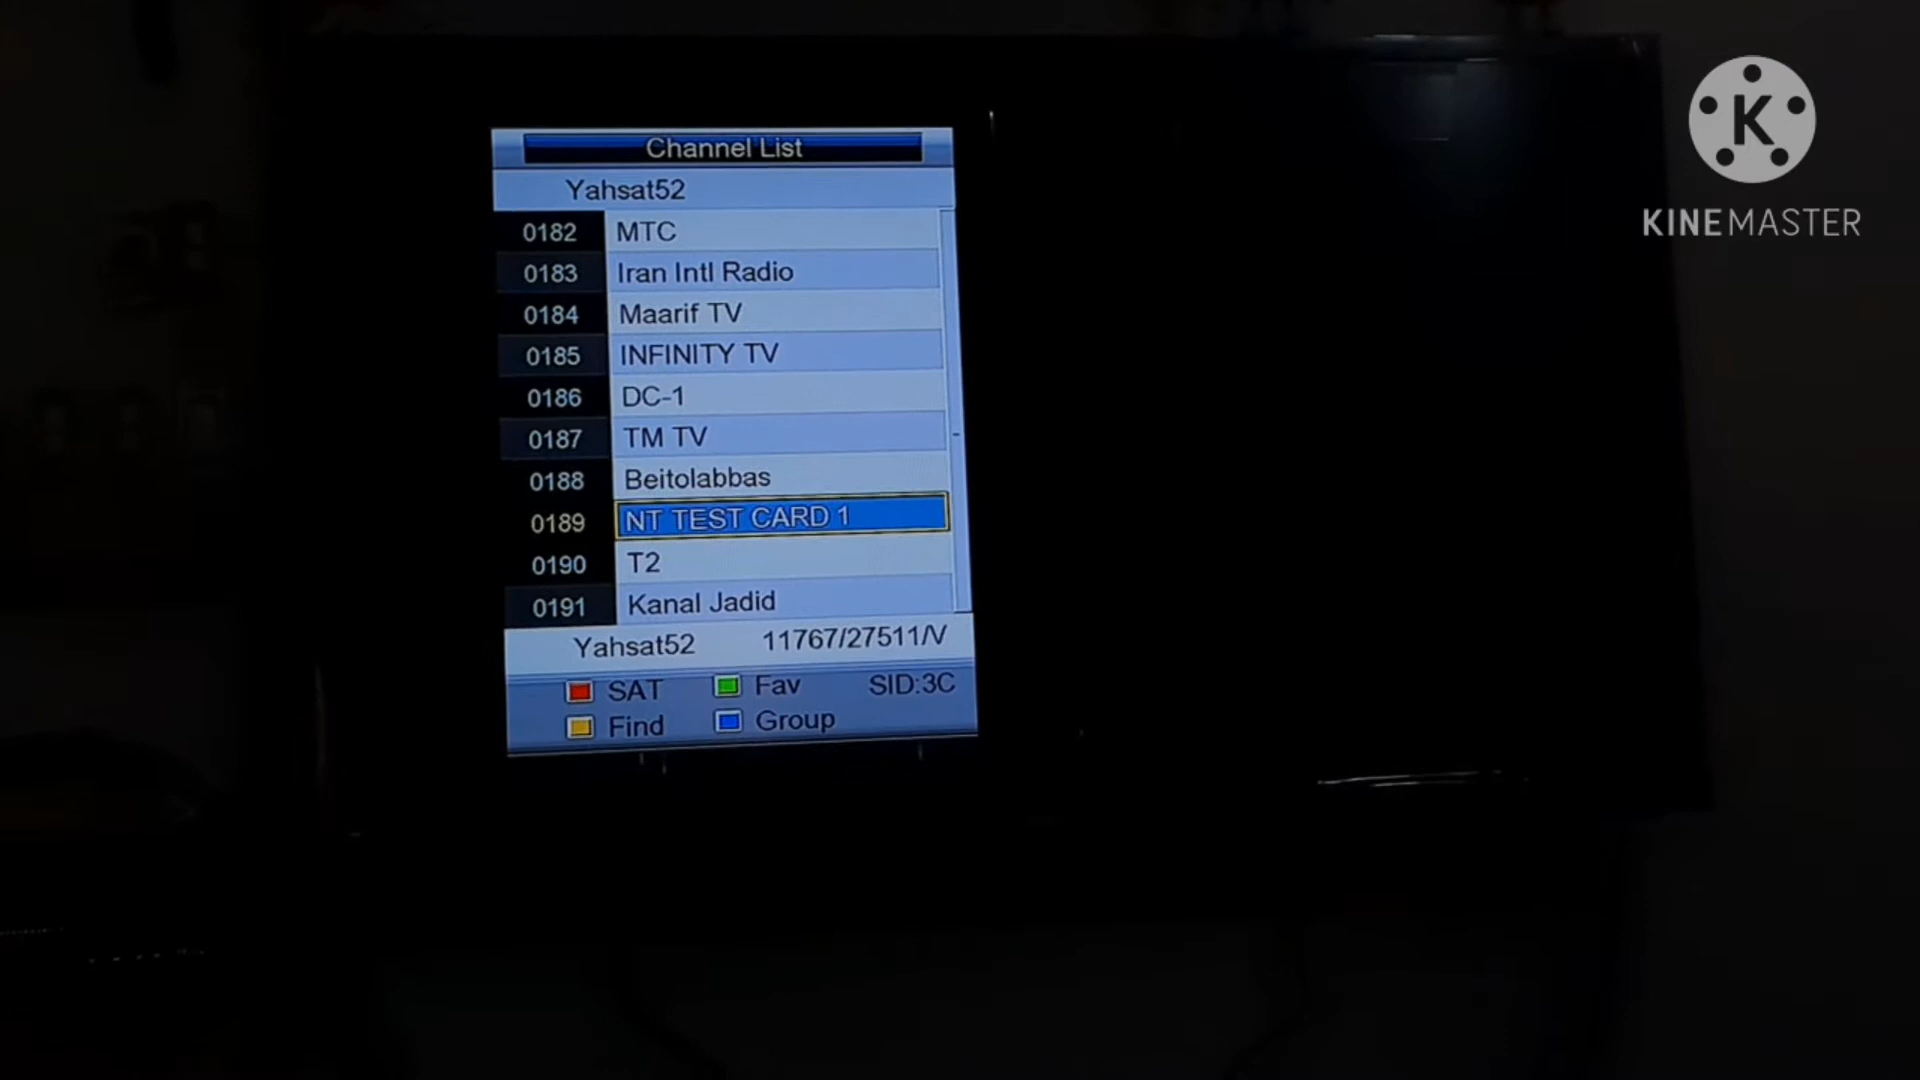 Channel List
Yahsat52
0182 MTC
0183 Iran Intl Radio
0184 Maarif TV
0185 INFINITY TV
0186 DC-1
0187 TM TV
0188 Beitolabbas
0189 NT TEST CARD 1
0190 T2
0191 Kanal Jadid
Yahsat52 11767/27511/V
SAT Fav SID:3C
Find Group
K
KINEMASTER